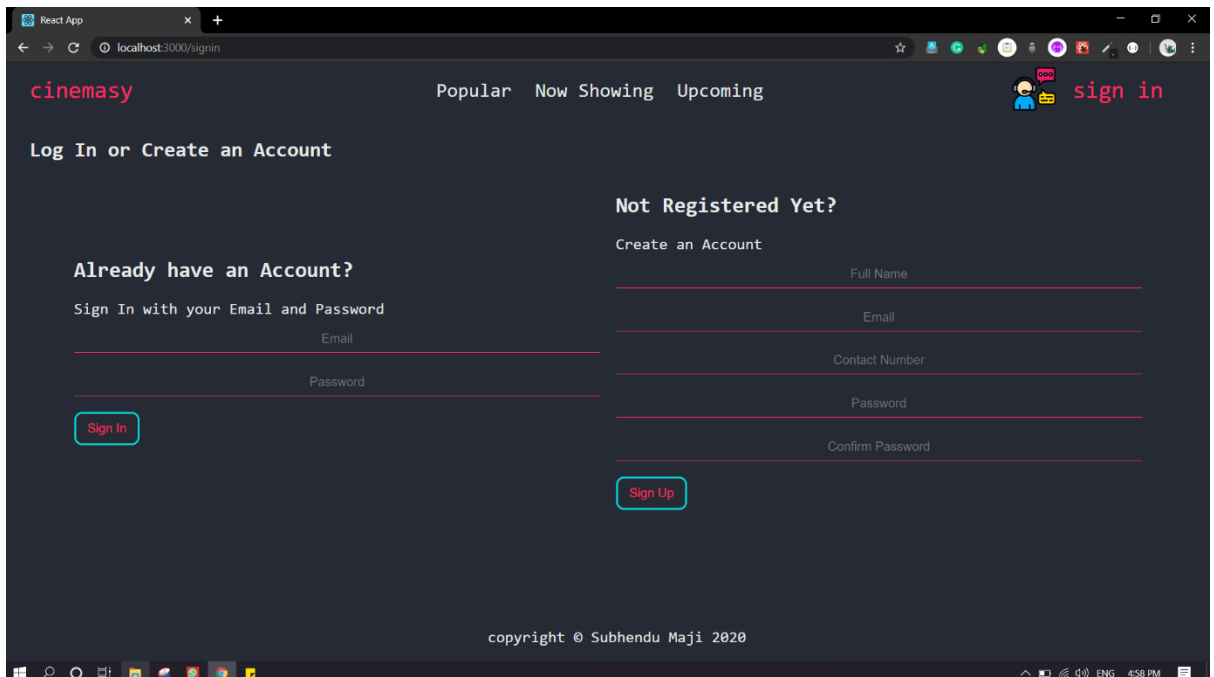 React App
localhost:3000/signin
cinemasy
Popular Now Showing Upcoming
sign in
Log In or Create an Account
Already have an Account?
Sign In with your Email and Password
Email
Password
Sign In
Not Registered Yet?
Create an Account
Full Name
Email
Contact Number
Password
Confirm Password
Sign Up
copyright © Subhendu Maji 2020
ENG 4:58 PM